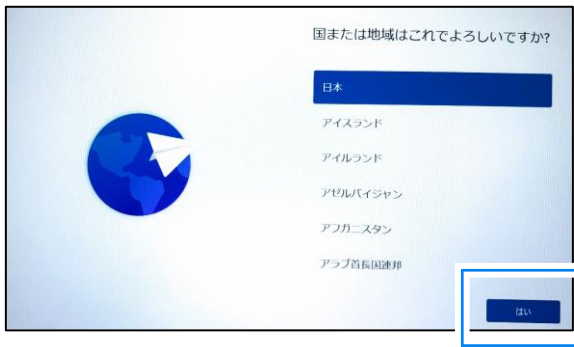 国または地域はこれでよろしいですか?
日本
アイスランド
アイルランド
アゼルバイジャン
アフガニスタン
アラブ首長国連邦
はい